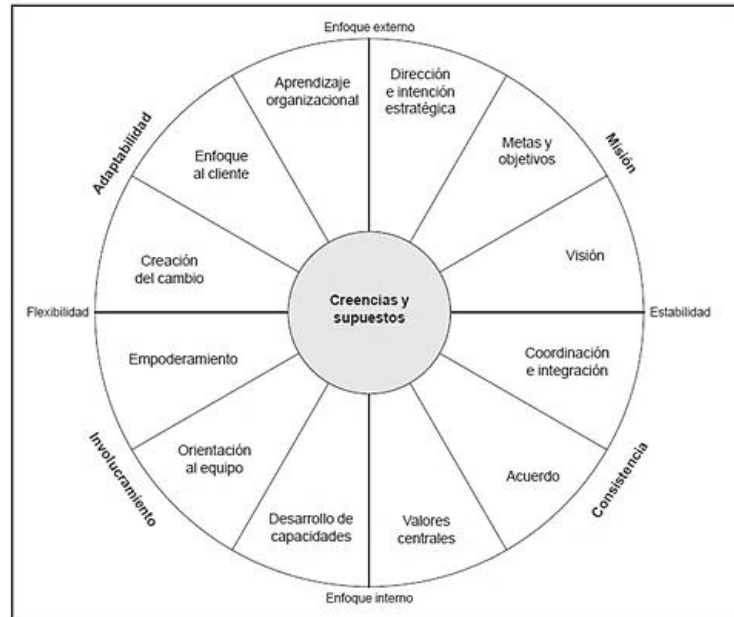 Enfoque externo
Aprendizaje
organizacional
Dirección
e intención
estratégica
Adaptabilidad
Misión
Enfoque
al cliente
Metas y
objetivos
Creación
del cambio
Visión
Creencias y
supuestos
Flexibilidad
Estabilidad
Empoderamiento
Coordinación
e integración
Orientación
al equipo
Acuerdo
Involucramiento
Consistencia
Desarrollo de
capacidades
Valores
centrales
Enfoque interno